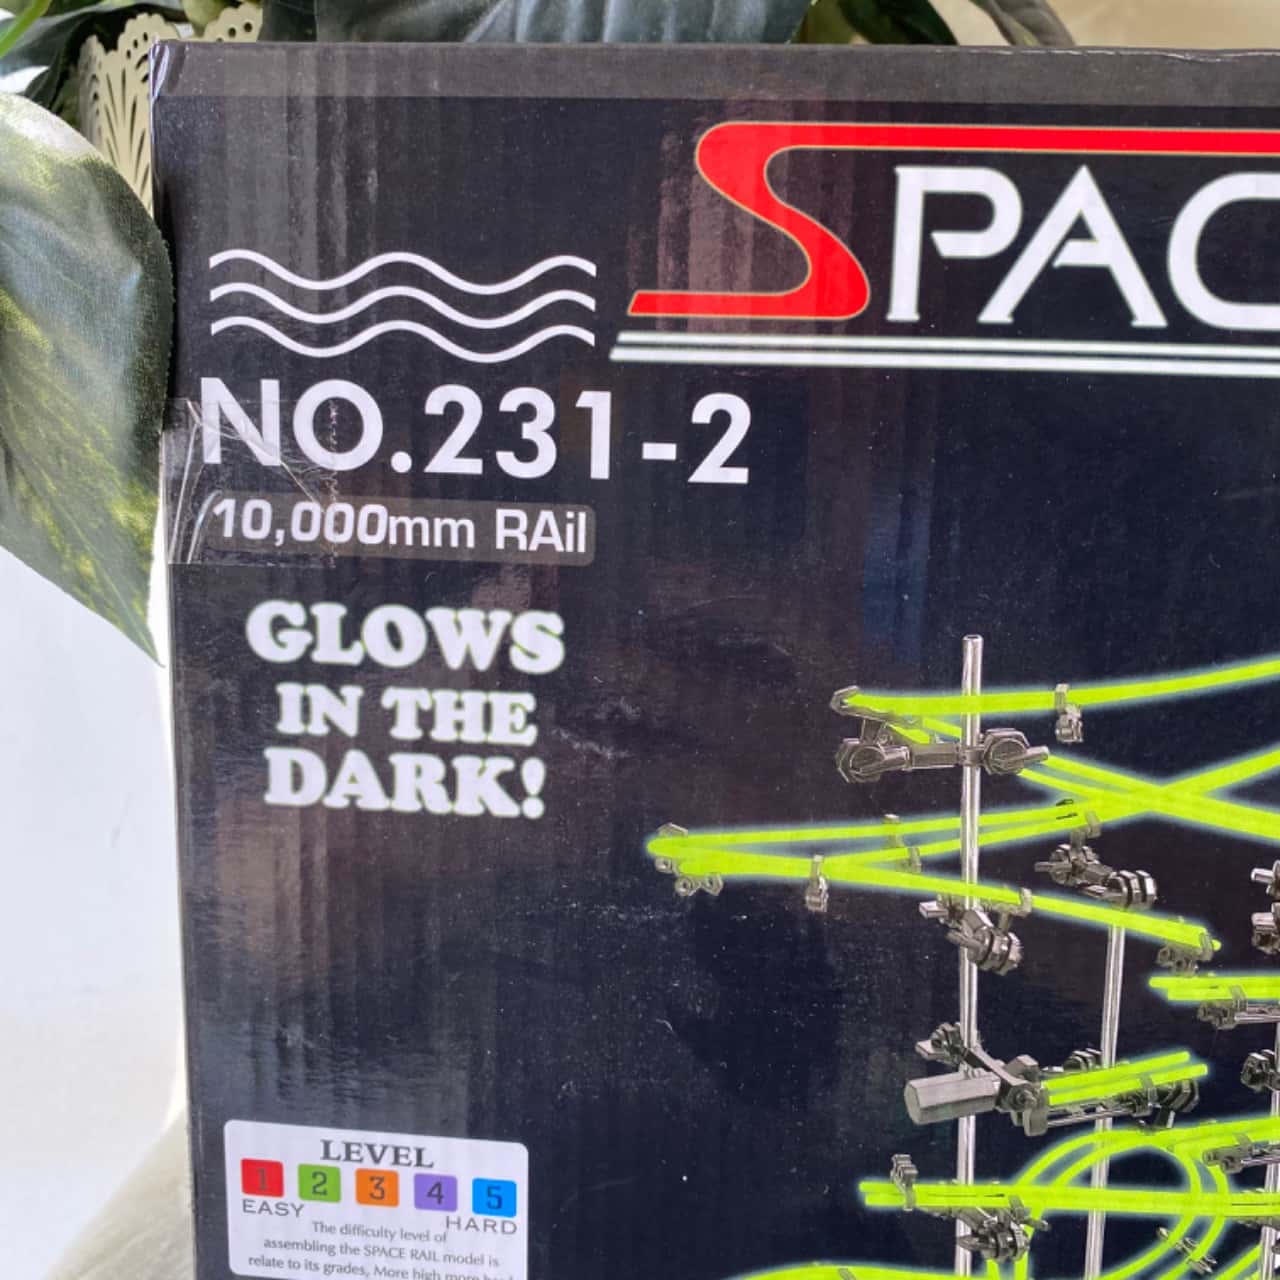 SPAC
NO.231-2
10,000mm RAil
GLOWS
IN THE
DARK!
LEVEL
1 2 3 4 5
EASY
HARD
The difficulty level of
assembling the SPACE RAIL model is
relate to its grades, More high more